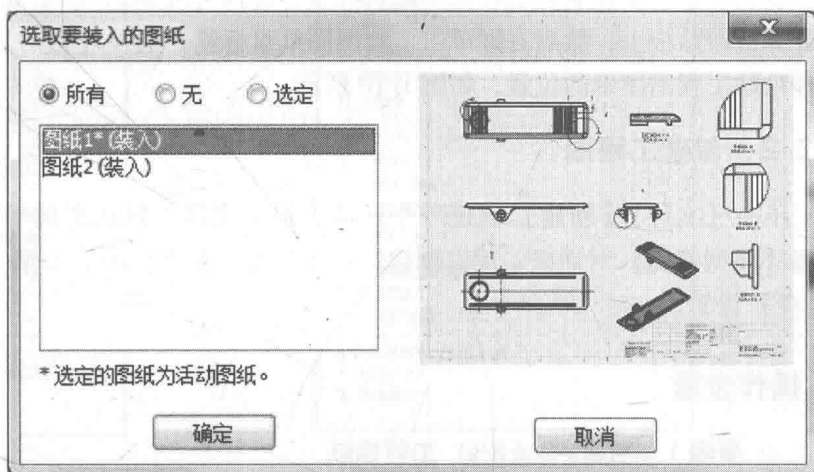 选取要装入的图纸
所有 无 选定
图纸1* (装入)
图纸2 (装入)
* 选定的图纸为活动图纸。
确定 取消